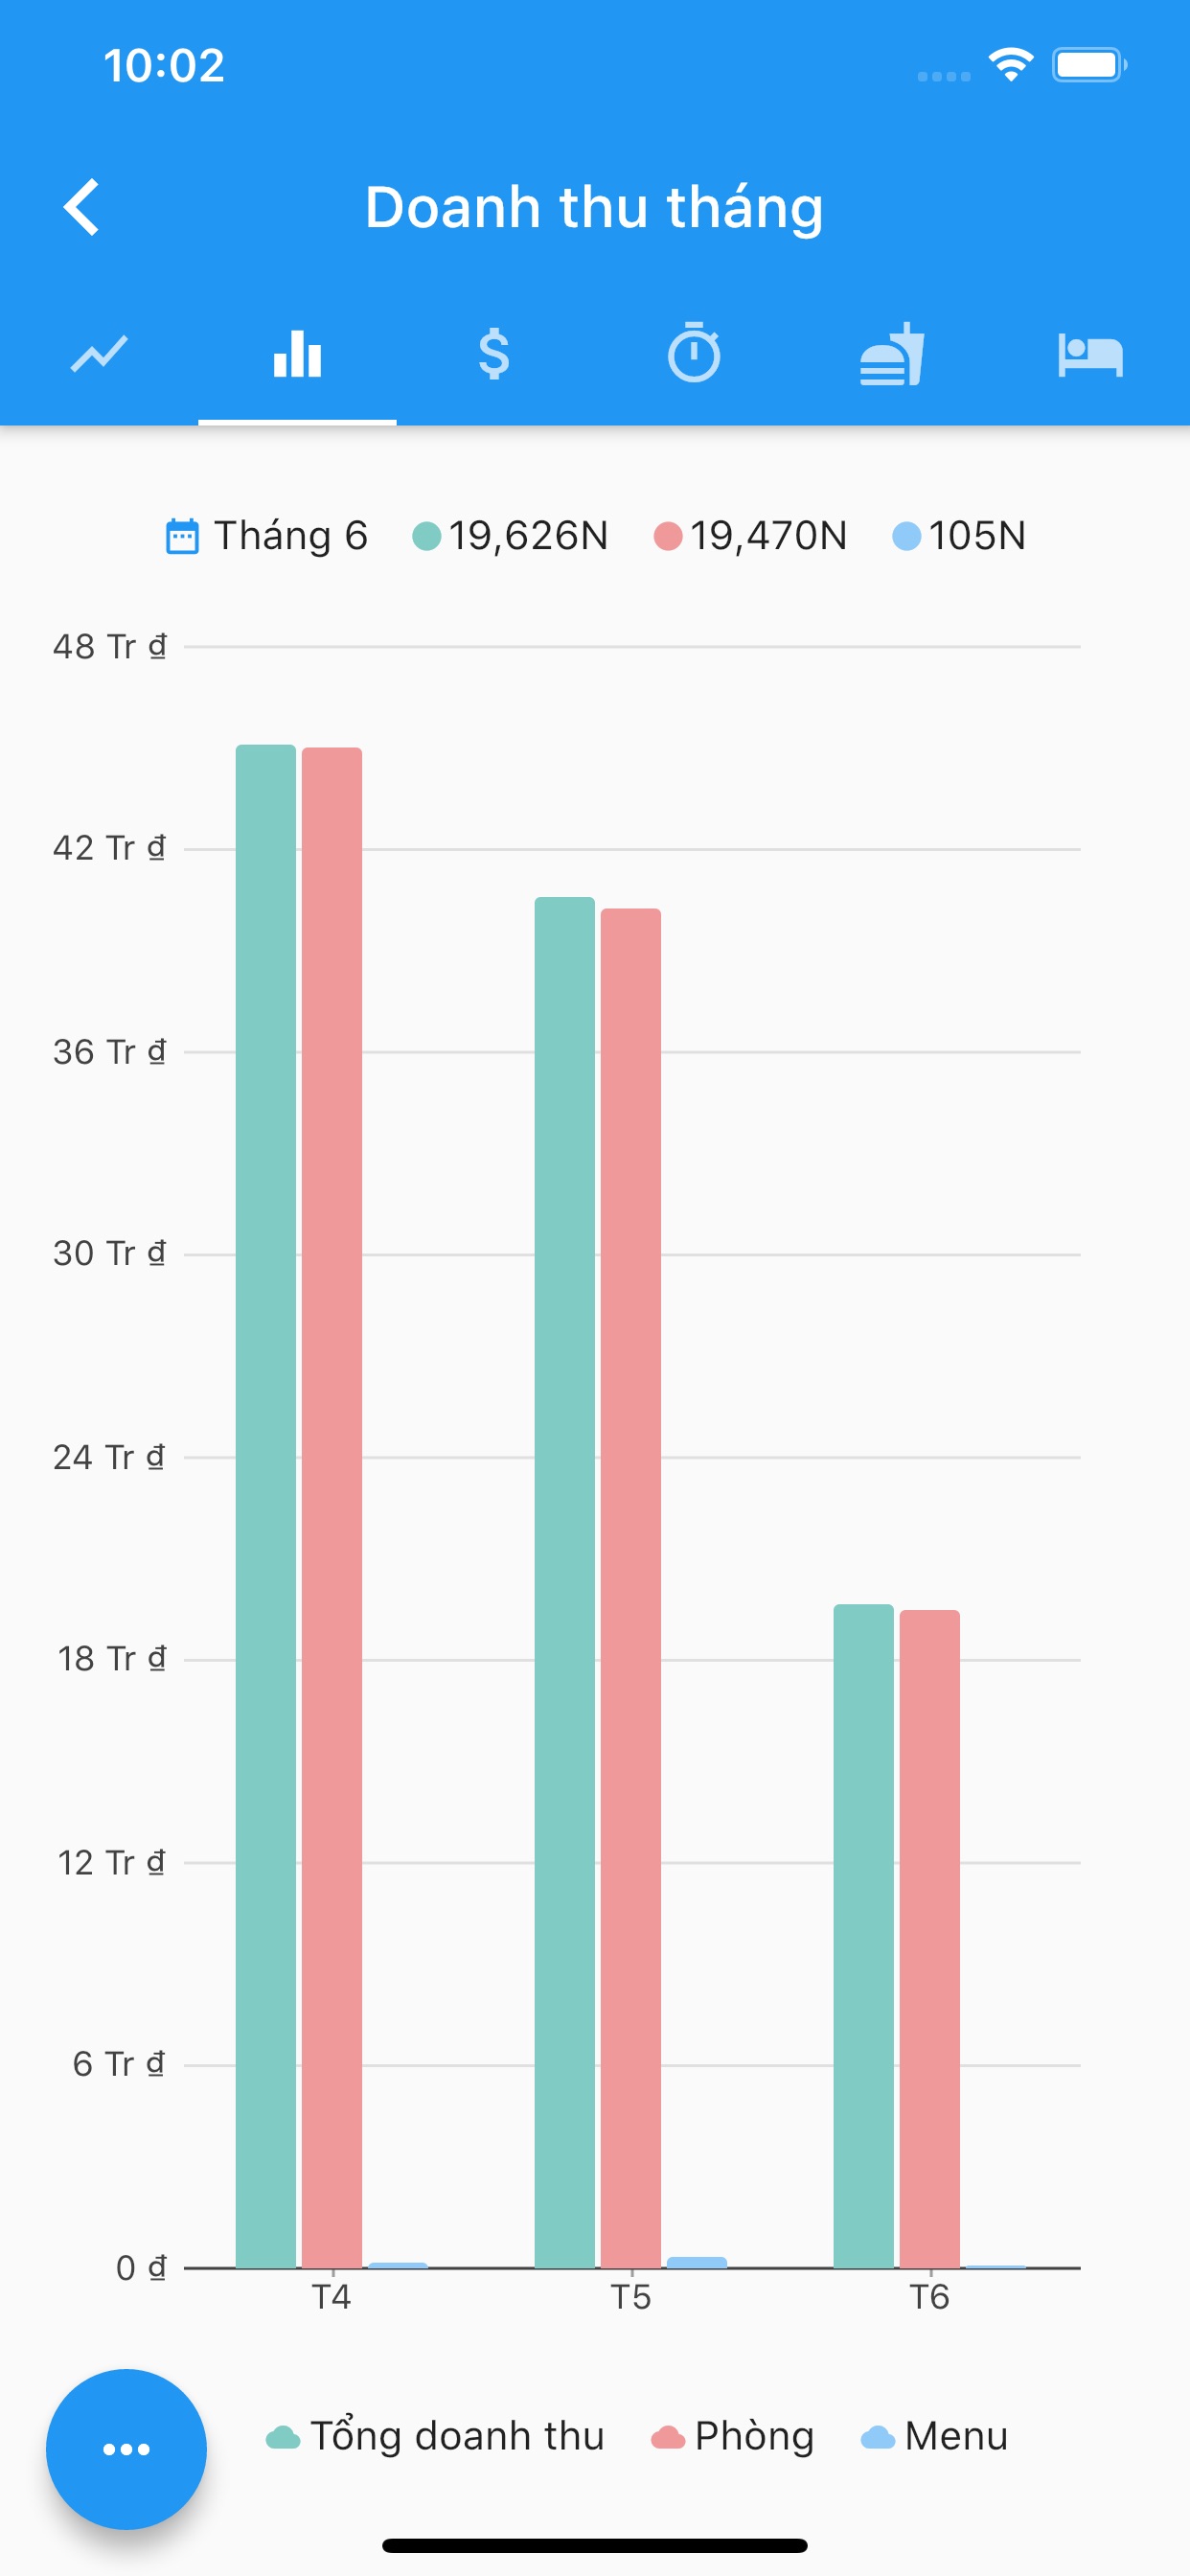 10:02
Doanh thu tháng
Tháng 6 19,626N 19,470N 105N
48 Tr ₫
42 Tr ₫
36 Tr ₫
30 Tr ₫
24 Tr ₫
18 Tr ₫
12 Tr ₫
6 Tr ₫
0 ₫
T4 T5 T6
Tổng doanh thu Phòng Menu